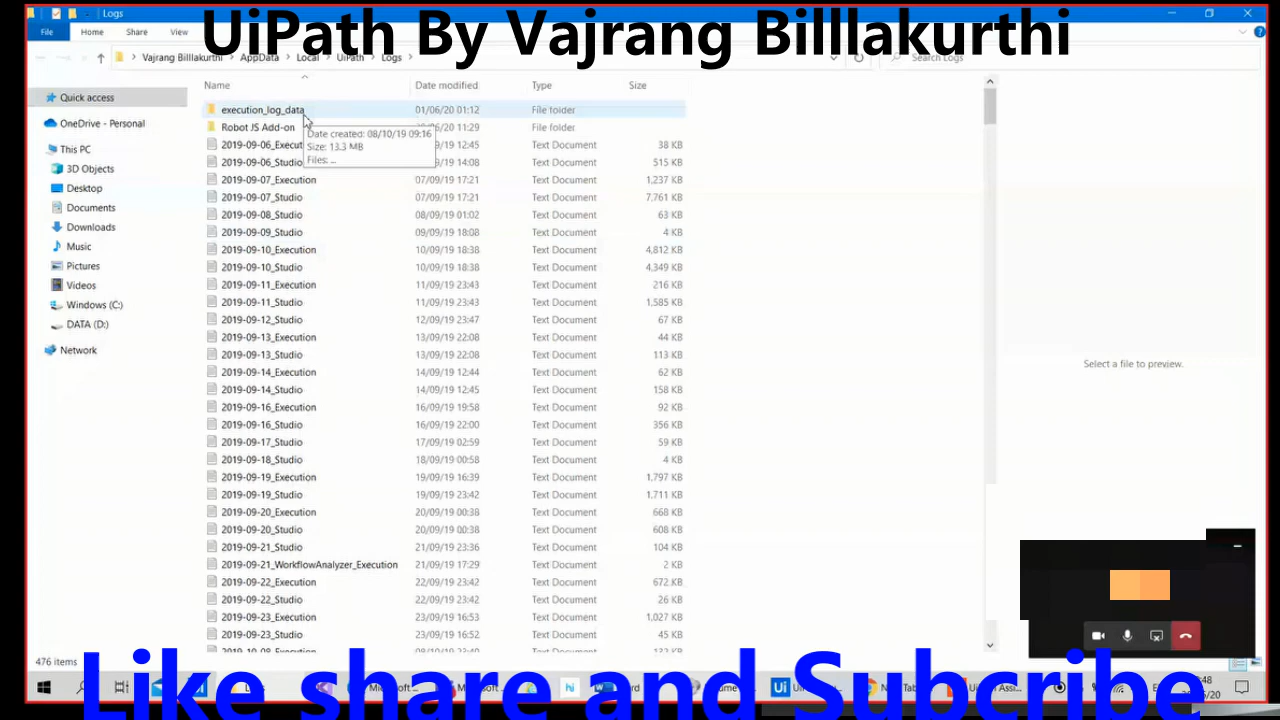 Logs
UiPath By Vajrang Billlakurthi
File Home Share View
Vajrang Billlakurthi AppData Local UiPath Logs Search Logs
Name Date modified Type Size
Quick access
OneDrive - Personal
This PC
3D Objects
Desktop
Documents
Downloads
Music
Pictures
Videos
Windows (C:)
DATA (D:)
Network
execution_log_data 01/06/20 01:12 File folder
Robot JS Add-on 11:29 File folder
Date created: 08/10/19 09:16
Size: 13.3 MB
Files: ...
2019-09-06_Execut 12:45 Text Document 38 KB
2019-09-06_Studio 14:08 Text Document 515 KB
2019-09-07_Execution 07/09/19 17:21 Text Document 1,237 KB
2019-09-07_Studio 07/09/19 17:21 Text Document 7,761 KB
2019-09-08_Studio 08/09/19 01:02 Text Document 63 KB
2019-09-09_Studio 09/09/19 18:08 Text Document 4 KB
2019-09-10_Execution 10/09/19 18:38 Text Document 4,812 KB
2019-09-10_Studio 10/09/19 18:38 Text Document 4,349 KB
2019-09-11_Execution 11/09/19 23:43 Text Document 216 KB
2019-09-11_Studio 11/09/19 23:43 Text Document 1,585 KB
2019-09-12_Studio 12/09/19 23:47 Text Document 67 KB
2019-09-13_Execution 13/09/19 22:08 Text Document 44 KB
2019-09-13_Studio 13/09/19 22:08 Text Document 113 KB
2019-09-14_Execution 14/09/19 12:44 Text Document 62 KB
2019-09-14_Studio 14/09/19 12:45 Text Document 158 KB
2019-09-16_Execution 16/09/19 19:58 Text Document 92 KB
2019-09-16_Studio 16/09/19 22:00 Text Document 356 KB
2019-09-17_Studio 17/09/19 02:59 Text Document 59 KB
2019-09-18_Studio 18/09/19 00:58 Text Document 4 KB
2019-09-19_Execution 19/09/19 16:39 Text Document 1,797 KB
2019-09-19_Studio 19/09/19 23:42 Text Document 1,711 KB
2019-09-20_Execution 20/09/19 00:38 Text Document 668 KB
2019-09-20_Studio 20/09/19 00:38 Text Document 608 KB
2019-09-21_Studio 21/09/19 23:36 Text Document 104 KB
2019-09-21_WorkflowAnalyzer_Execution 21/09/19 17:29 Text Document 2 KB
2019-09-22_Execution 22/09/19 23:42 Text Document 672 KB
2019-09-22_Studio 22/09/19 23:42 Text Document 26 KB
2019-09-23_Execution 23/09/19 16:53 Text Document 1,027 KB
2019-09-23_Studio 23/09/19 16:52 Text Document 45 KB
Select a file to preview.
476 items
Like share and Subcribe